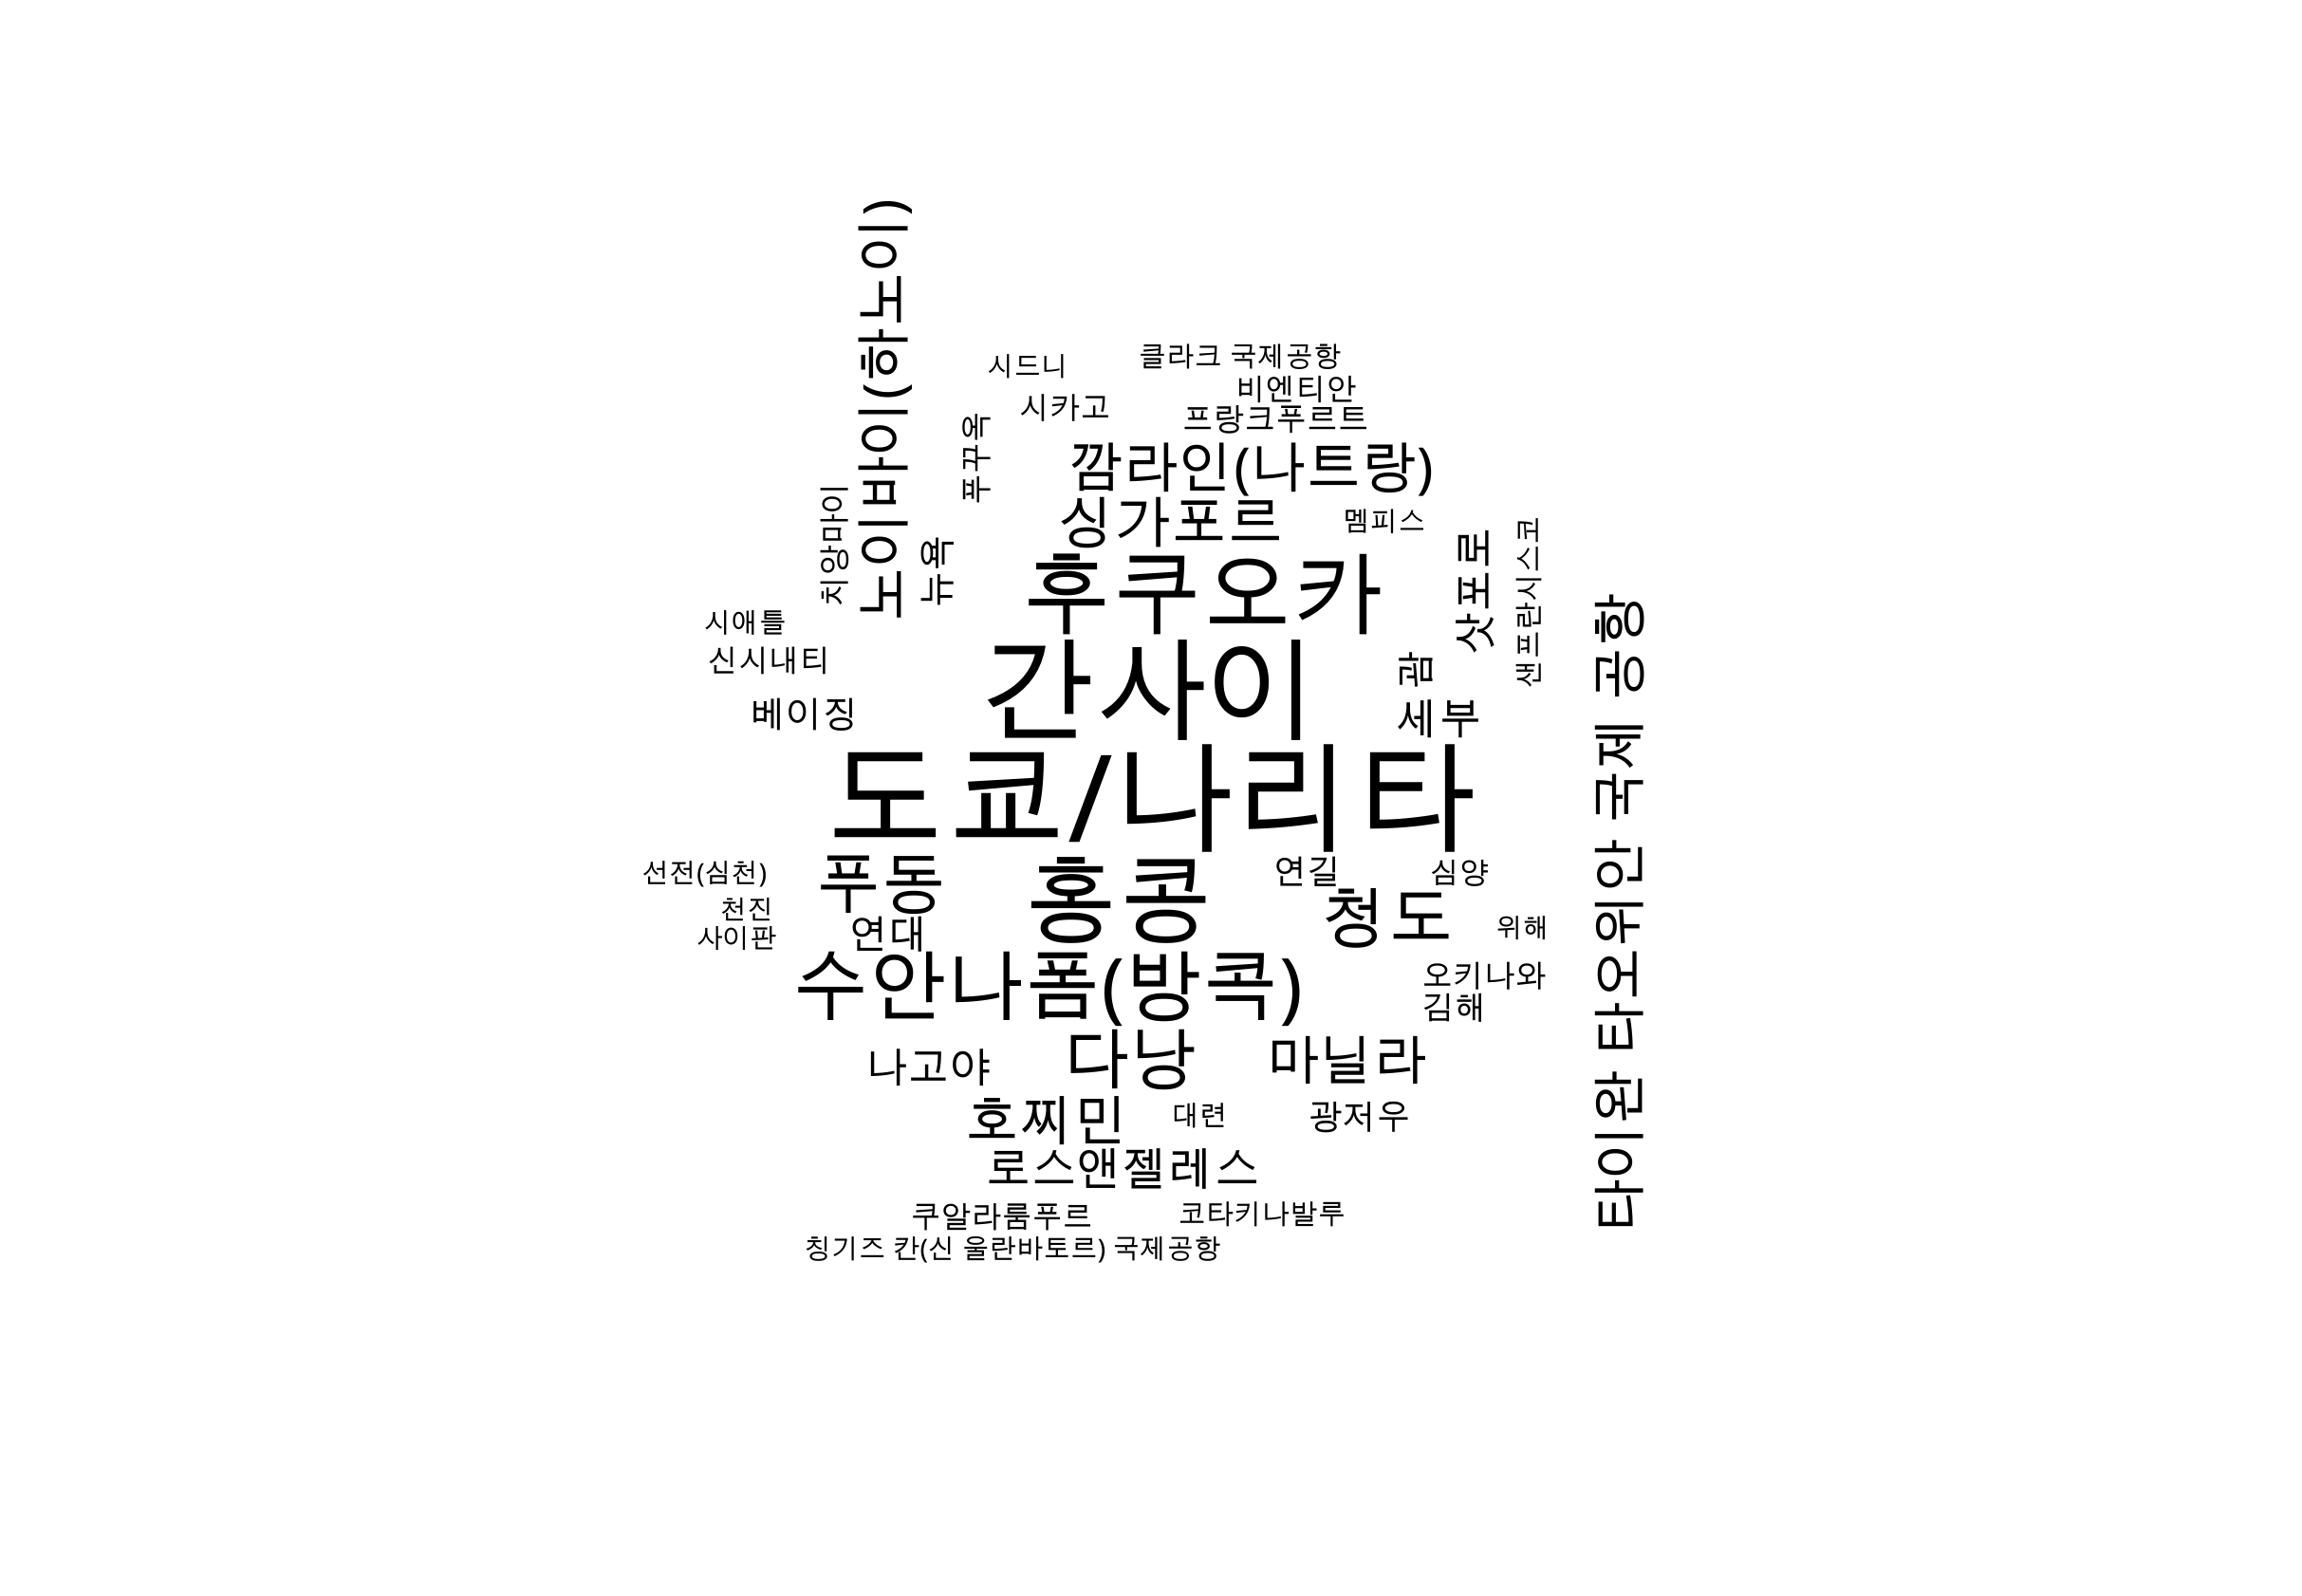 노이바이(하노이)
시드니
클라크 국제공항
비엔티안
시카고
프랑크푸르트
푸꾸옥
깜라인(나트랑)
치앙마이
싱가포르
멤피스
뉴욕
후쿠오카
삿포로
샌프란시스코
시애틀
신시내티
간사이
괌
세부
베이징
타이완 타오위안 국제 공항
도쿄/나리타
선전(심천)
푸동
홍콩
연길
심양
청도
천진
사이판
연대
위해
수안나품(방콕)
오키나와
김해
나고야
다낭
마닐라
호찌민
대련
광저우
로스앤젤레스
쿠알라룸푸르
코타키나발루
칭기즈 칸(신 울란바토르) 국제공항